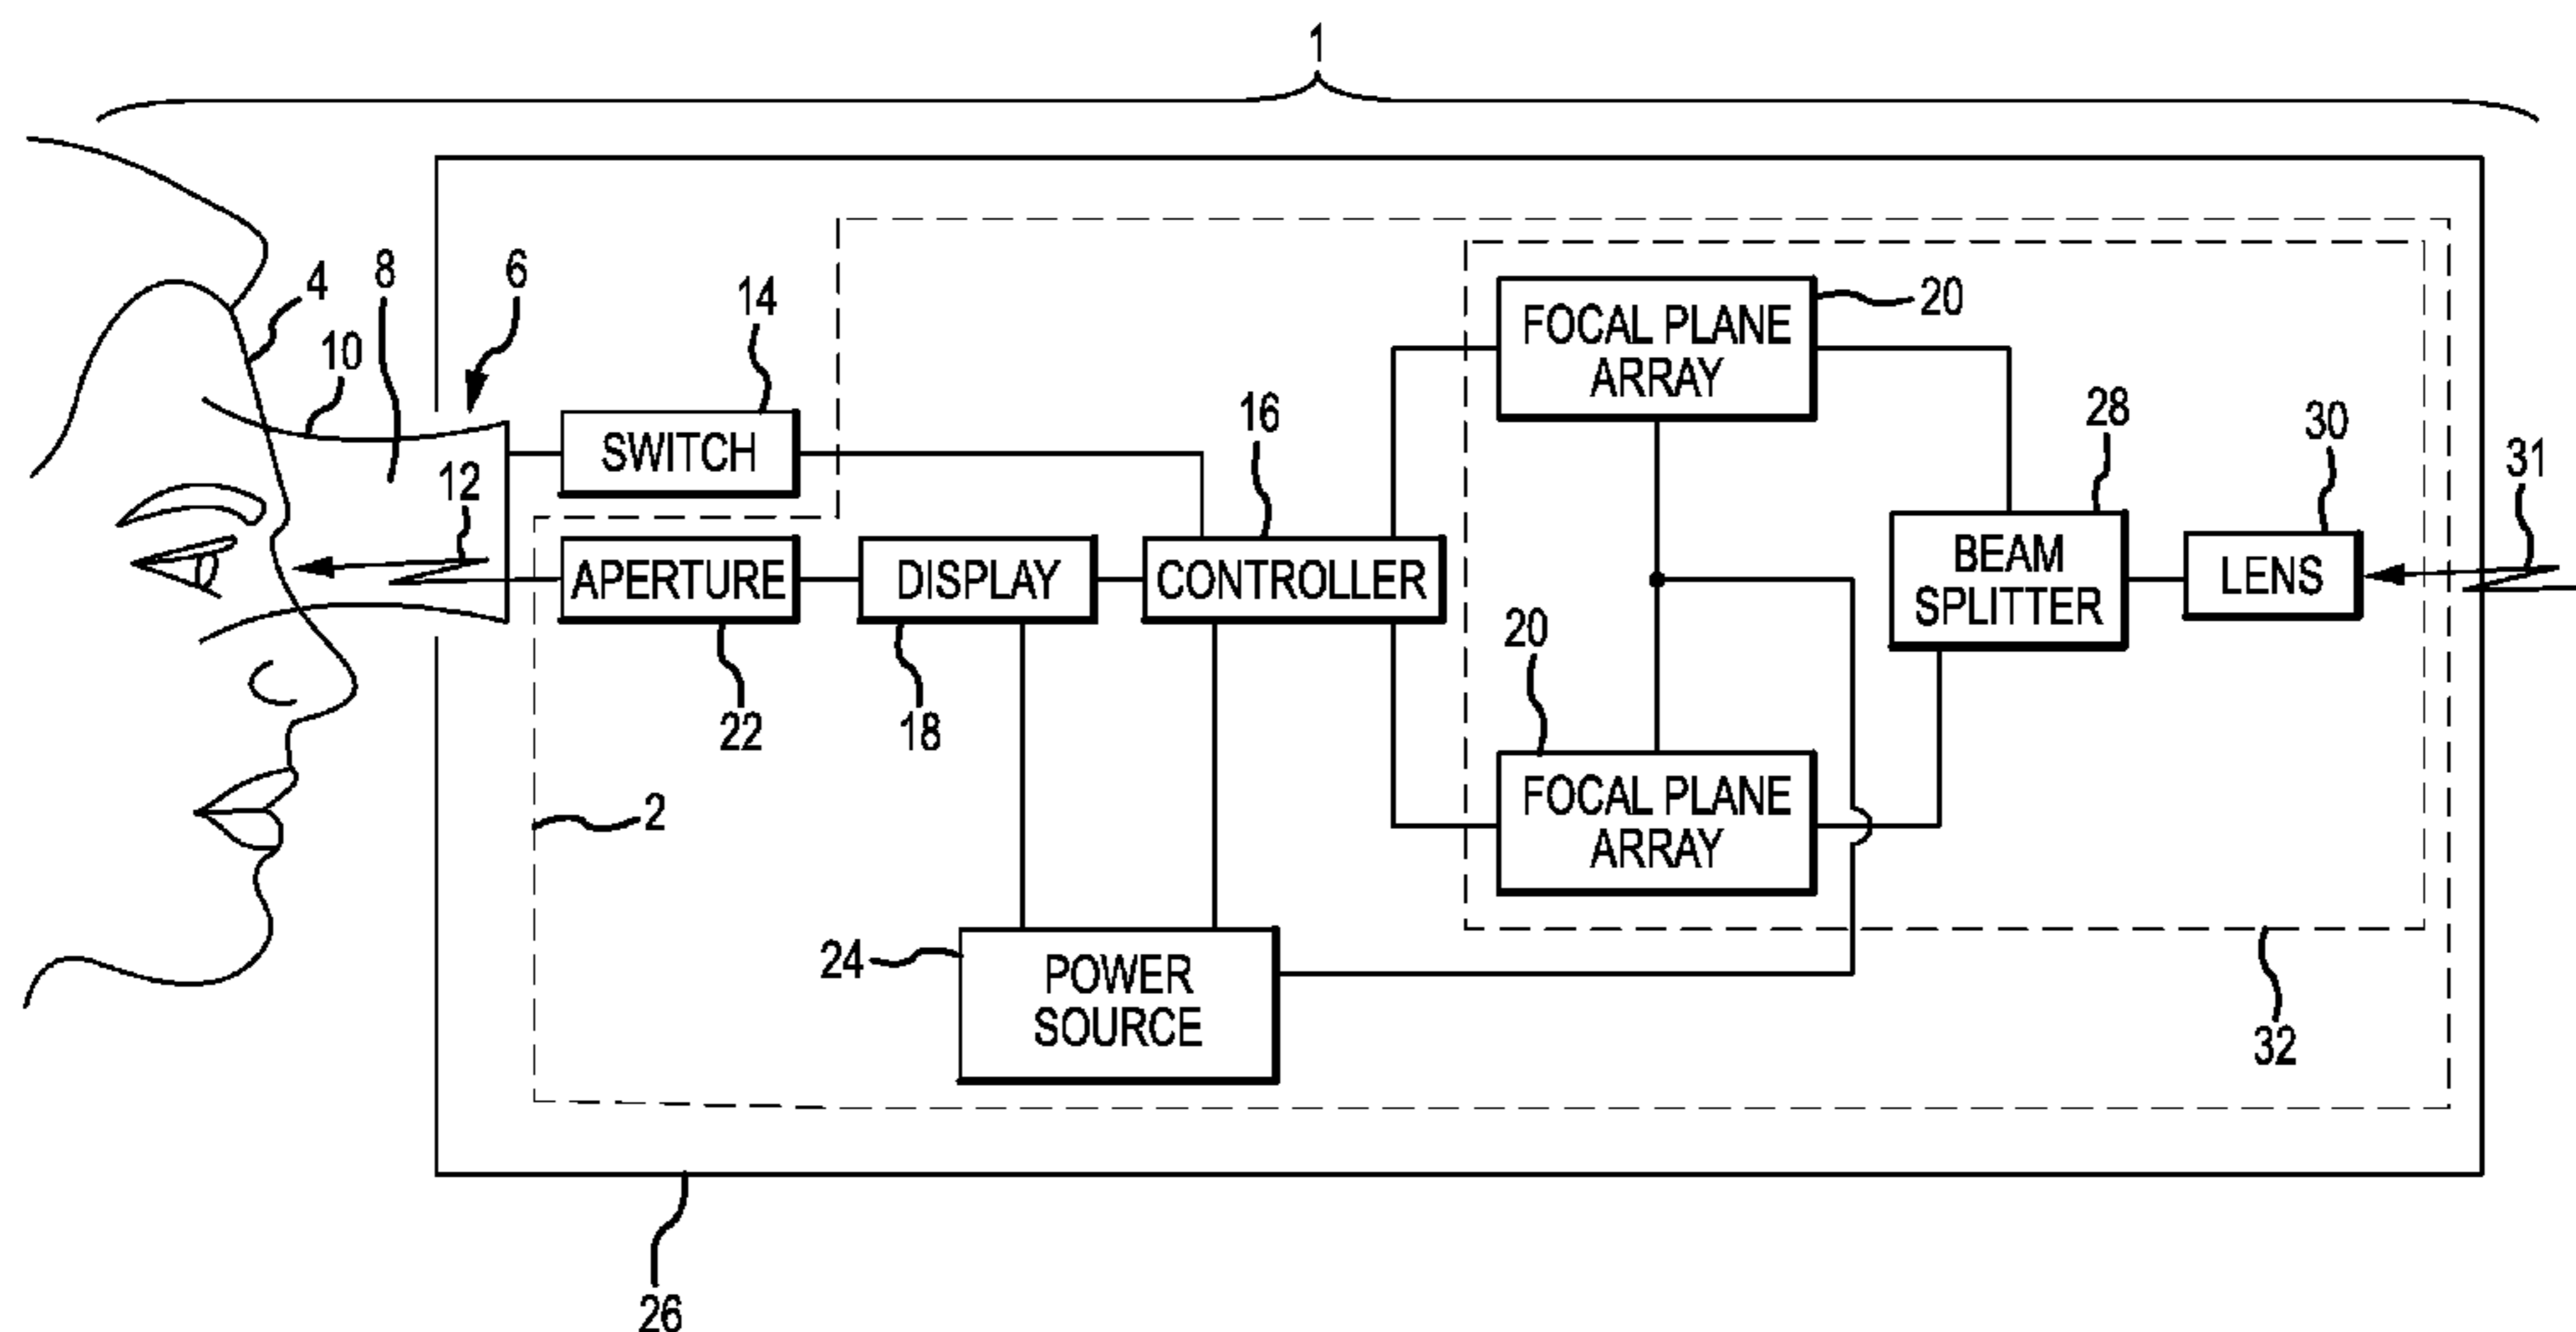 1
4
10
8
6
14
12
SWITCH
16
20
FOCAL PLANE
ARRAY
28
30
31
APERTURE
DISPLAY
CONTROLLER
BEAM
SPLITTER
LENS
22
18
20
FOCAL PLANE
ARRAY
2
24
POWER
SOURCE
32
26